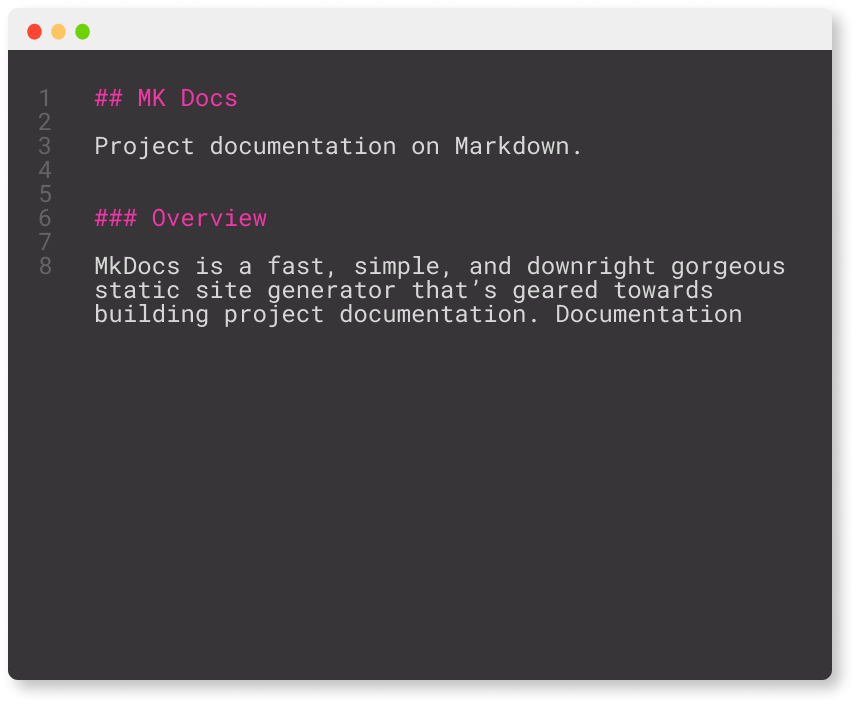 1 ## MK Docs
2
3 Project documentation on Markdown.
4
5
6 ### Overview
7
8 MkDocs is a fast, simple, and downright gorgeous
static site generator that’s geared towards
building project documentation. Documentation